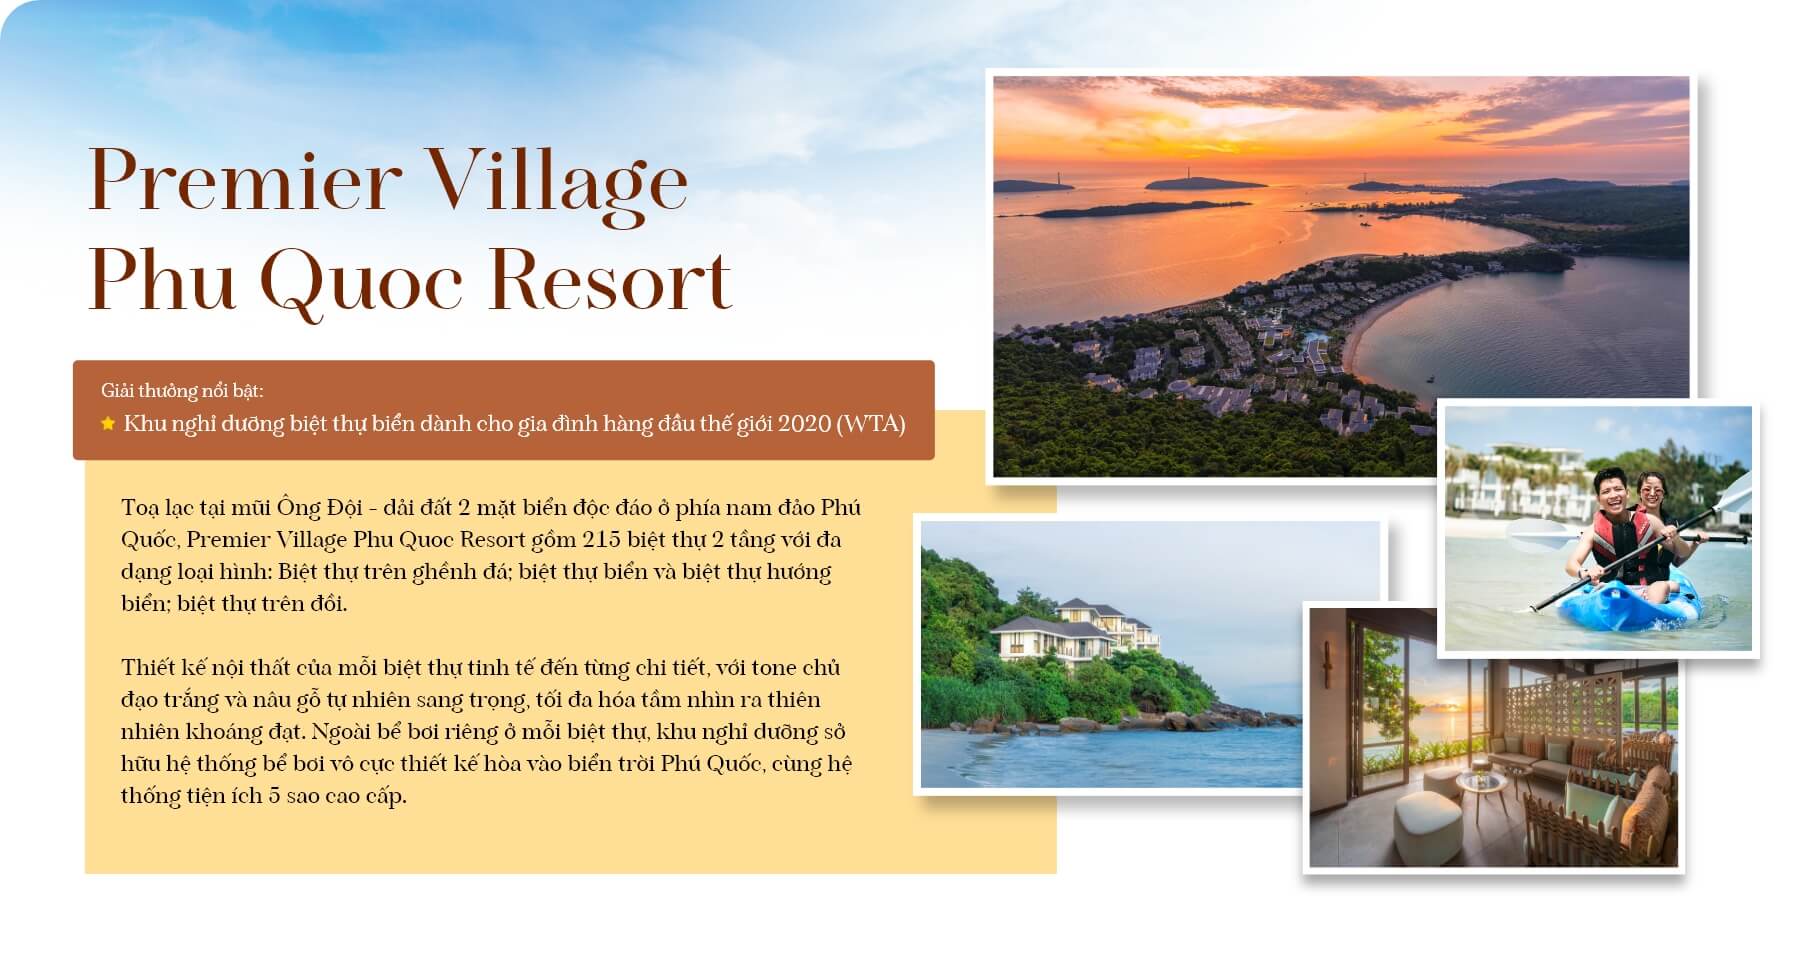 Premier Village
Phu Quoc Resort
Giải thưởng nổi bật:
Khu nghỉ dưỡng biệt thự biển dành cho gia đình hàng đầu thế giới 2020 (WTA)
Toạ lạc tại mũi Ông Đội - dải đất 2 mặt biển độc đáo ở phía nam đảo Phú
Quốc, Premier Village Phu Quoc Resort gồm 215 biệt thự 2 tầng với đa
dạng loại hình: Biệt thự trên ghềnh đá; biệt thự biển và biệt thự hướng
biển; biệt thự trên đồi.
Thiết kế nội thất của mỗi biệt thự tinh tế đến từng chi tiết, với tone chủ
đạo trắng và nâu gỗ tự nhiên sang trọng, tối đa hóa tầm nhìn ra thiên
nhiên khoáng đạt. Ngoài bể bơi riêng ở mỗi biệt thự, khu nghỉ dưỡng sở
hữu hệ thống bể bơi vô cực thiết kế hòa vào biển trời Phú Quốc, cùng hệ
thống tiện ích 5 sao cao cấp.